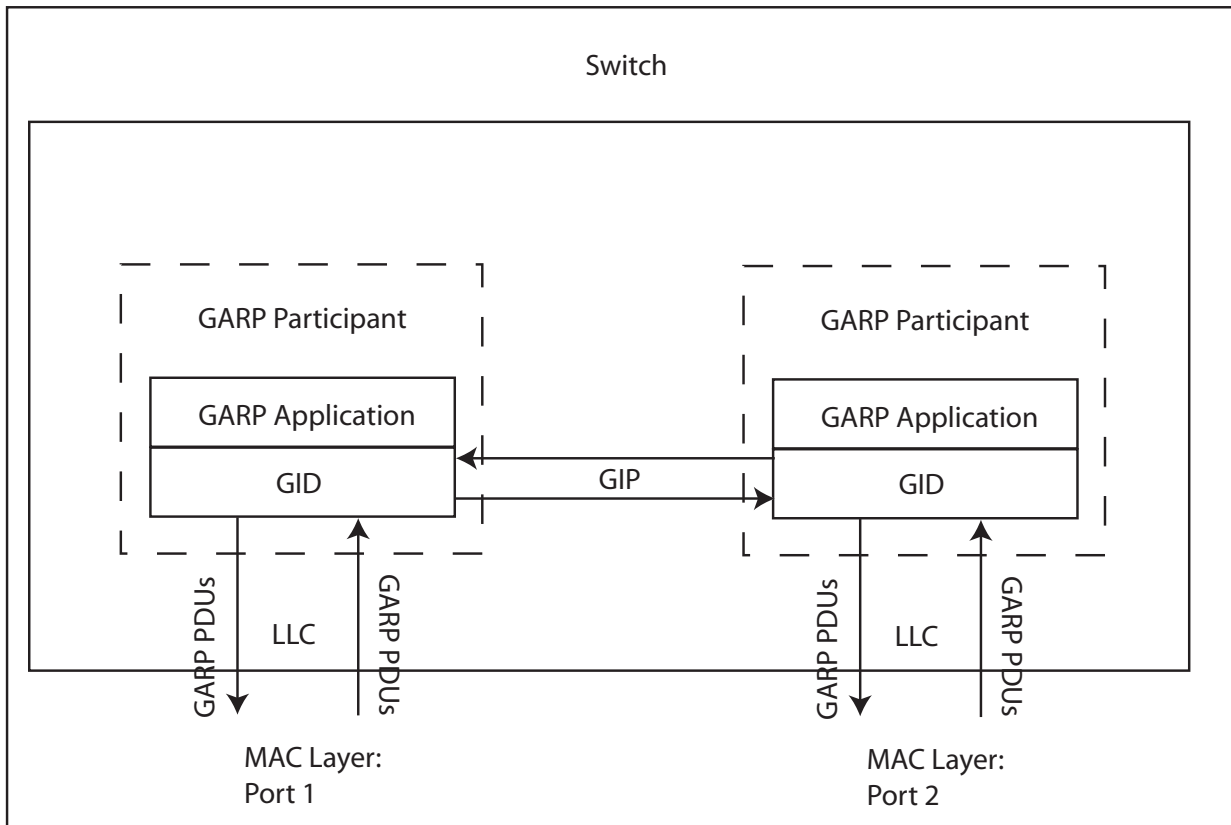 Switch
GARP Participant
GARP Application
GID
GARP PDUs
LLC
GARP PDUs
MAC Layer:
Port 1
GIP
GARP Participant
GARP Application
GID
GARP PDUs
LLC
GARP PDUs
MAC Layer:
Port 2